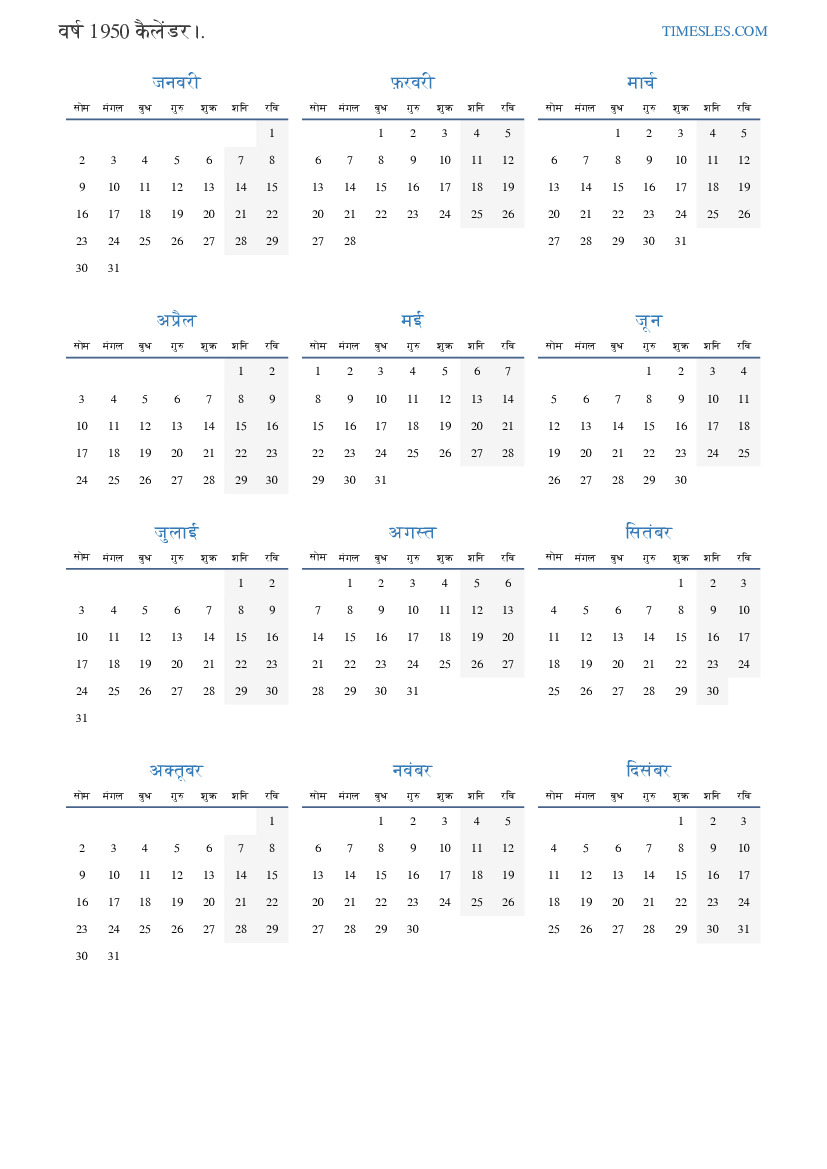 वर्ष 1950 कैलेंडर।. TIMESLES.COM
जनवरी फ़रवरी मार्च
सोम मंगल बुध गुरु शुक्र शनि रवि सोम मंगल बुध गुरु शुक्र शनि रवि सोम मंगल बुध गुरु शुक्र शनि रवि
1 1 2 3 4 5 1 2 3 4 5
2 3 4 5 6 7 8 6 7 8 9 10 11 12 6 7 8 9 10 11 12
9 10 11 12 13 14 15 13 14 15 16 17 18 19 13 14 15 16 17 18 19
16 17 18 19 20 21 22 20 21 22 23 24 25 26 20 21 22 23 24 25 26
23 24 25 26 27 28 29 27 28 27 28 29 30 31
30 31
अप्रैल मई जून
सोम मंगल बुध गुरु शुक्र शनि रवि सोम मंगल बुध गुरु शुक्र शनि रवि सोम मंगल बुध गुरु शुक्र शनि रवि
1 2 1 2 3 4 5 6 7 1 2 3 4
3 4 5 6 7 8 9 8 9 10 11 12 13 14 5 6 7 8 9 10 11
10 11 12 13 14 15 16 15 16 17 18 19 20 21 12 13 14 15 16 17 18
17 18 19 20 21 22 23 22 23 24 25 26 27 28 19 20 21 22 23 24 25
24 25 26 27 28 29 30 29 30 31 26 27 28 29 30
जुलाई अगस्त सितंबर
सोम मंगल बुध गुरु शुक्र शनि रवि सोम मंगल बुध गुरु शुक्र शनि रवि सोम मंगल बुध गुरु शुक्र शनि रवि
1 2 1 2 3 4 5 6 1 2 3
3 4 5 6 7 8 9 7 8 9 10 11 12 13 4 5 6 7 8 9 10
10 11 12 13 14 15 16 14 15 16 17 18 19 20 11 12 13 14 15 16 17
17 18 19 20 21 22 23 21 22 23 24 25 26 27 18 19 20 21 22 23 24
24 25 26 27 28 29 30 28 29 30 31 25 26 27 28 29 30
31
अक्तूबर नवंबर दिसंबर
सोम मंगल बुध गुरु शुक्र शनि रवि सोम मंगल बुध गुरु शुक्र शनि रवि सोम मंगल बुध गुरु शुक्र शनि रवि
1 1 2 3 4 5 1 2 3
2 3 4 5 6 7 8 6 7 8 9 10 11 12 4 5 6 7 8 9 10
9 10 11 12 13 14 15 13 14 15 16 17 18 19 11 12 13 14 15 16 17
16 17 18 19 20 21 22 20 21 22 23 24 25 26 18 19 20 21 22 23 24
23 24 25 26 27 28 29 27 28 29 30 25 26 27 28 29 30 31
30 31